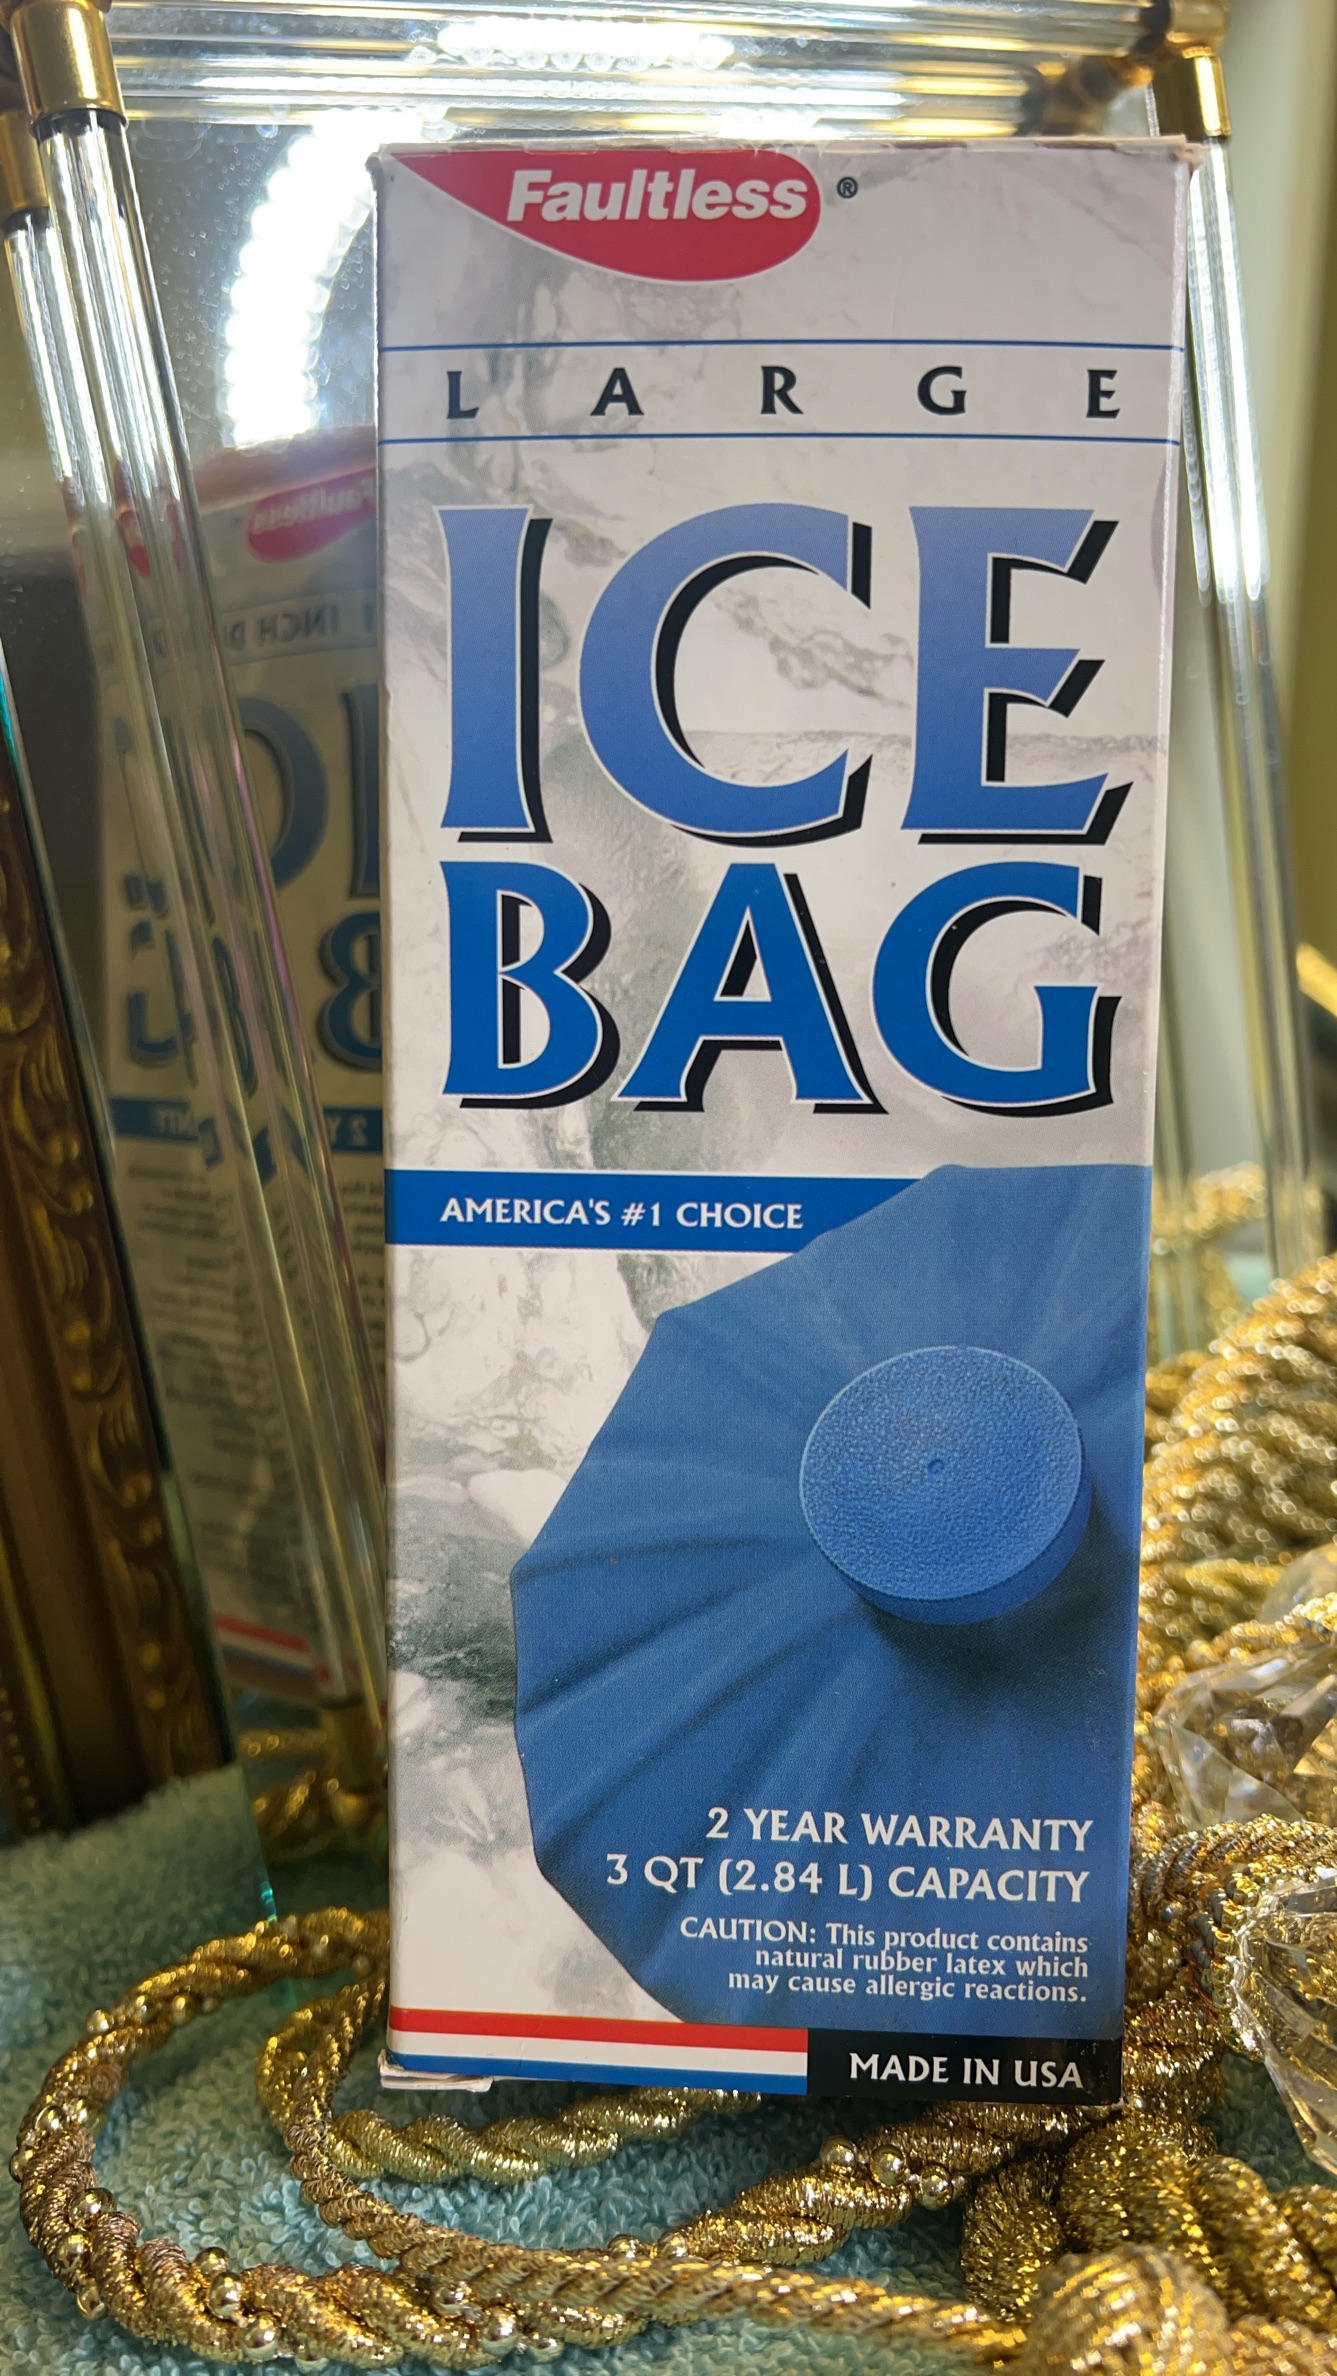 Faultless ®
LARGE
ICE
BAG
AMERICA'S #1 CHOICE
2 YEAR WARRANTY
3 QT (2.84 L) CAPACITY
CAUTION: This product contains
natural rubber latex which
may cause allergic reactions.
MADE IN USA
Faultless